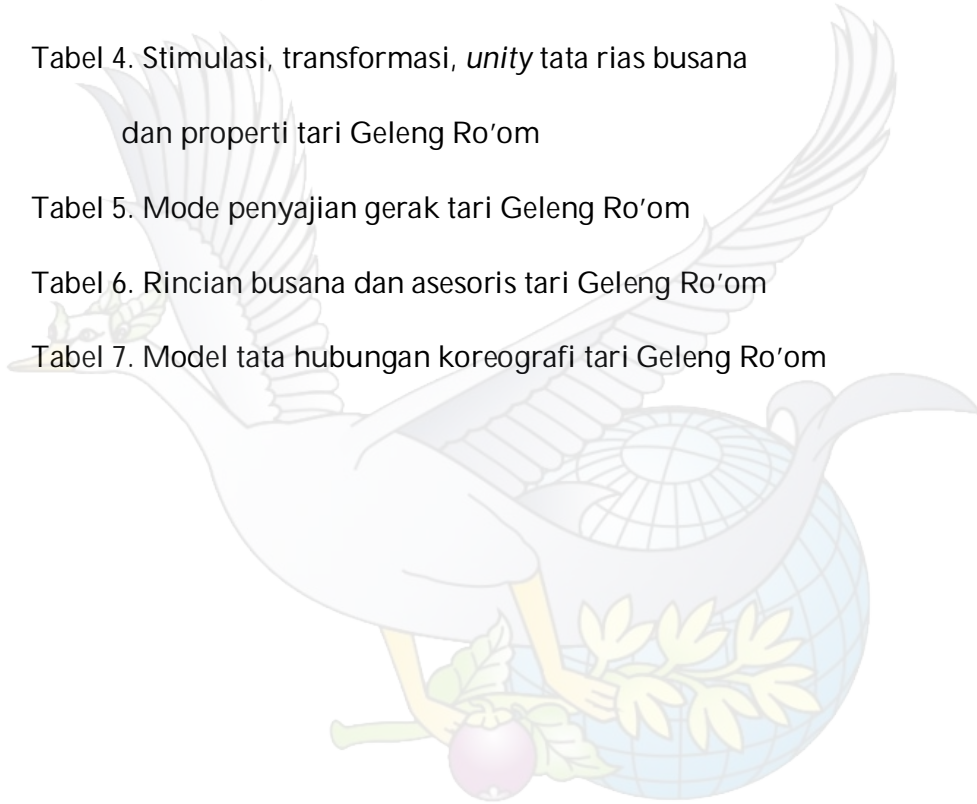 Tabel 4. Stimulasi, transformasi, unity tata rias busana
dan properti tari Geleng Ro’om
Tabel 5. Mode penyajian gerak tari Geleng Ro’om
Tabel 6. Rincian busana dan asesoris tari Geleng Ro’om
Tabel 7. Model tata hubungan koreografi tari Geleng Ro’om